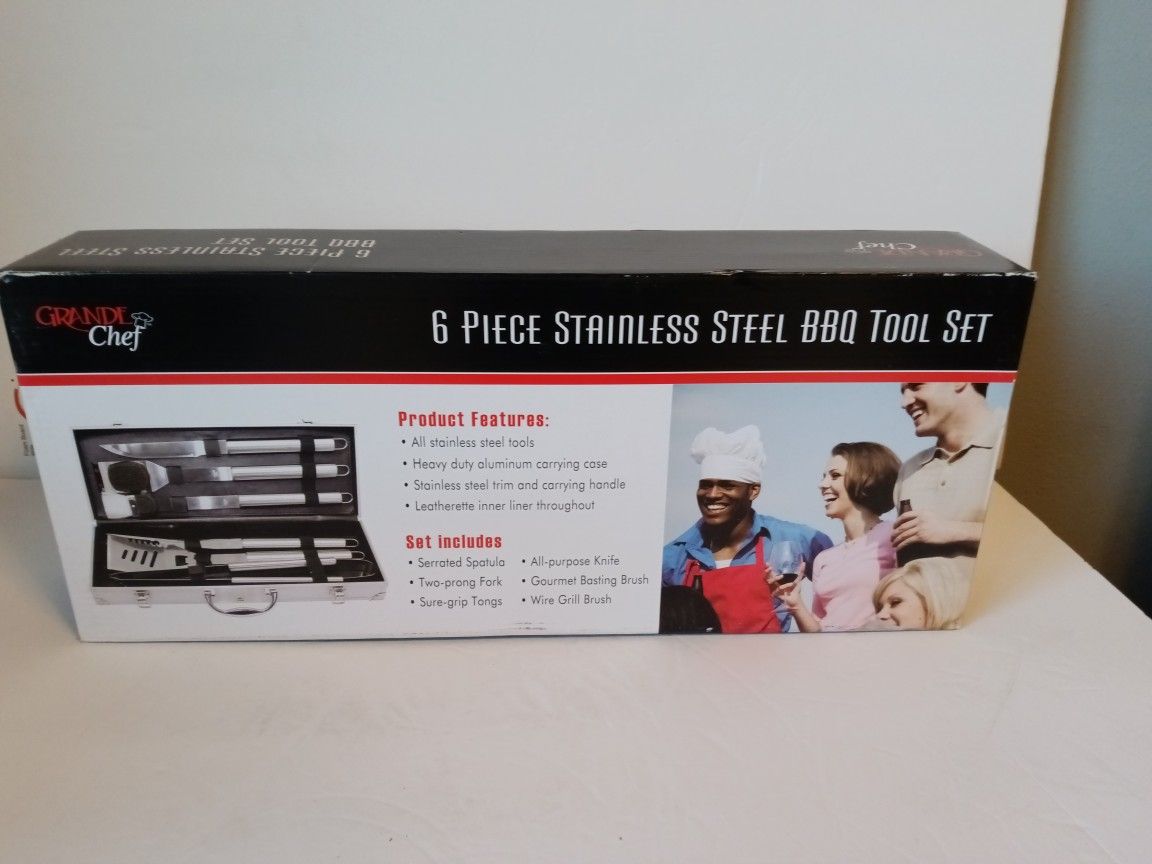 6 PIECE STAINLESS STEEL
BBQ TOOL SET
GRANDE
Chef
GRANDE
Chef
6 PIECE STAINLESS STEEL BBQ TOOL SET
Product Features:
• All stainless steel tools
• Heavy duty aluminum carrying case
• Stainless steel trim and carrying handle
• Leatherette inner liner throughout
Set includes
• Serrated Spatula
• Two-prong Fork
• Sure-grip Tongs
• All-purpose Knife
• Gourmet Basting Brush
• Wire Grill Brush